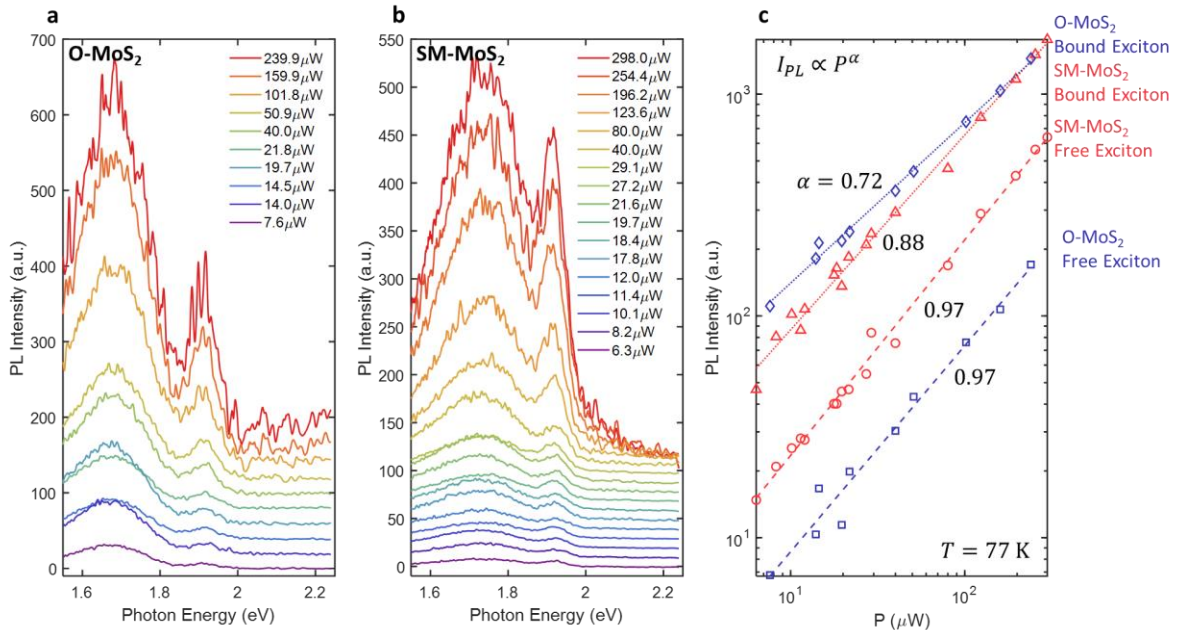 a
O-MoS2
700
600
500
400
300
200
100
0
1.6
1.8
2
2.2
PL Intensity (a.u.)
Photon Energy (eV)
239.9μW
159.9μW
101.8μW
50.9μW
40.0μW
21.8μW
19.7μW
14.5μW
14.0μW
7.6μW
b
SM-MoS2
550
500
450
400
350
300
250
200
150
100
50
0
1.6
1.8
2
2.2
PL Intensity (a.u.)
Photon Energy (eV)
298.0μW
254.4μW
196.2μW
123.6μW
80.0μW
40.0μW
29.1μW
27.2μW
21.6μW
19.7μW
18.4μW
17.8μW
12.0μW
11.4μW
10.1μW
8.2μW
6.3μW
c
I_PL ∝ P^α
10^3
10^2
10^1
PL Intensity (a.u.)
α = 0.72
0.88
0.97
0.97
T = 77 K
10^1
10^2
P (μW)
O-MoS2
Bound Exciton
SM-MoS2
Bound Exciton
SM-MoS2
Free Exciton
O-MoS2
Free Exciton